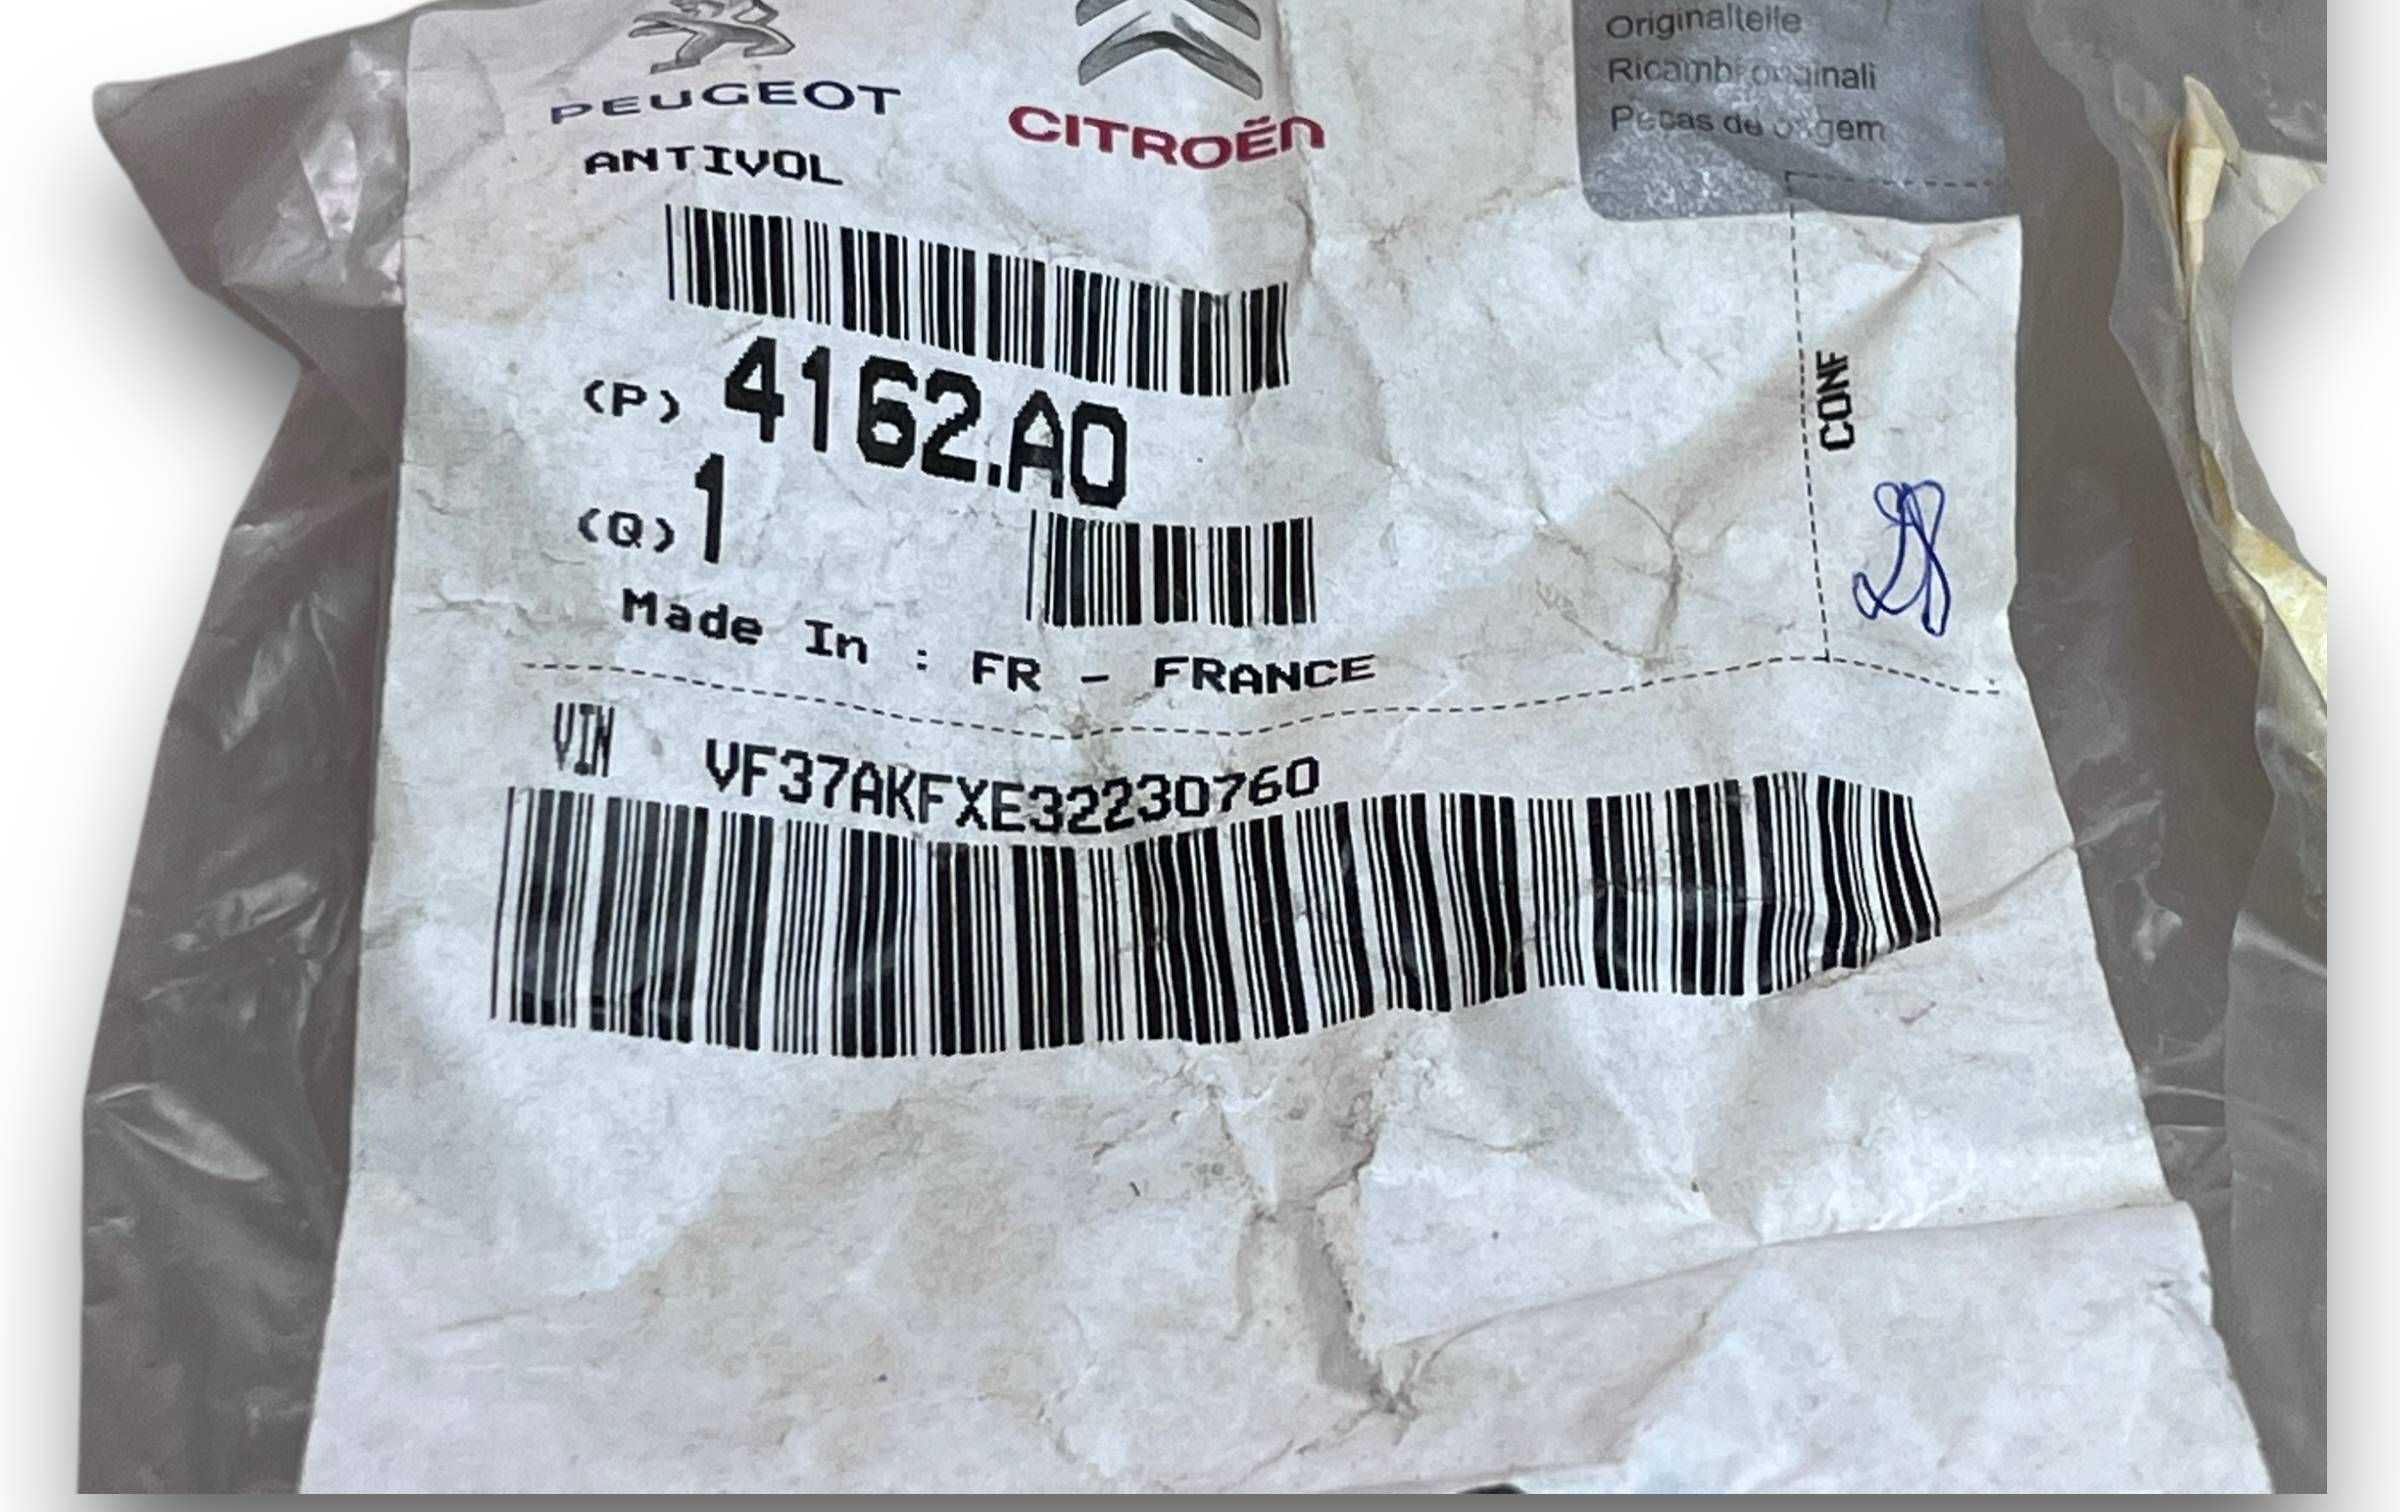 PEUGEOT
CITROËN
Originalteile
Ricambi originali
Peças de origem
ANTIVOL
(P) 4162.A0
(Q) 1
Made In : FR - FRANCE
CONF
VIN VF37AKFXE32230760